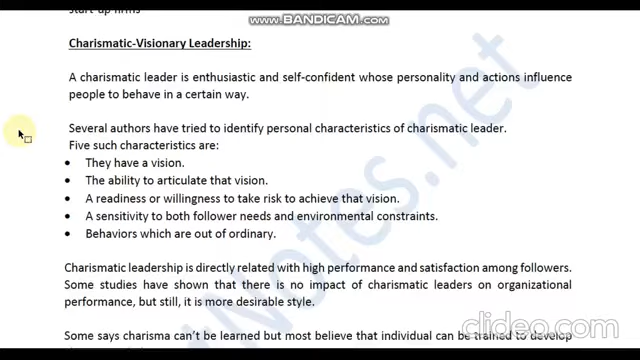 WWW.BANDICAM.COM
start-up firms
Charismatic-Visionary Leadership:
A charismatic leader is enthusiastic and self-confident whose personality and actions influence
people to behave in a certain way.
Several authors have tried to identify personal characteristics of charismatic leader.
Five such characteristics are:
• They have a vision.
• The ability to articulate that vision.
• A readiness or willingness to take risk to achieve that vision.
• A sensitivity to both follower needs and environmental constraints.
• Behaviors which are out of ordinary.
Charismatic leadership is directly related with high performance and satisfaction among followers.
Some studies have shown that there is no impact of charismatic leaders on organizational
performance, but still, it is more desirable style.
Some says charisma can't be learned but most believe that individual can be trained to develop
Notes.net
clideo.com